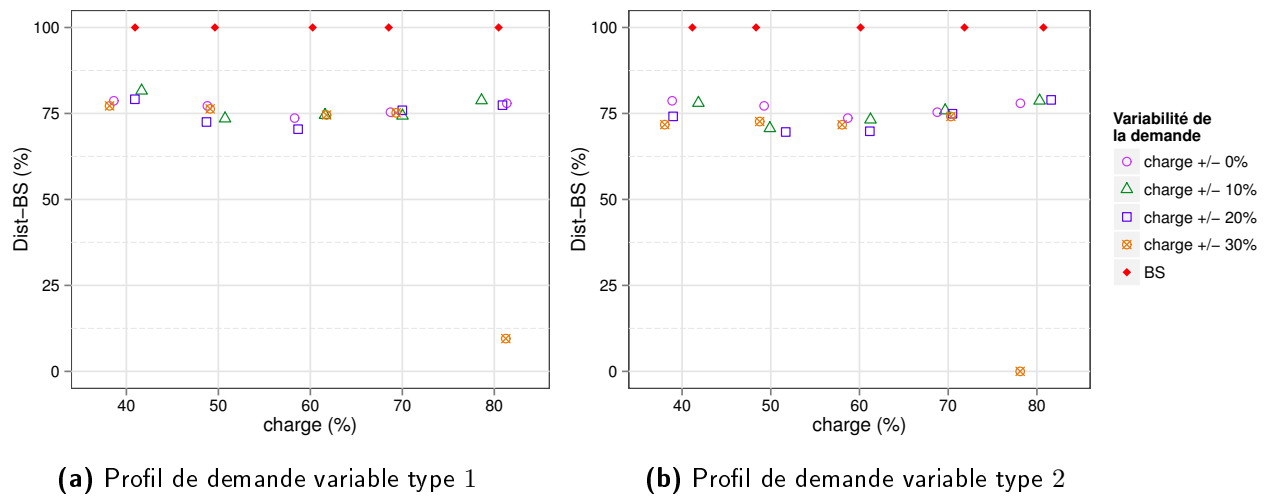 100
75
50
25
0
Dist−BS (%)
40 50 60 70 80
charge (%)
(a) Profil de demande variable type 1
100
75
50
25
0
Dist−BS (%)
40 50 60 70 80
charge (%)
(b) Profil de demande variable type 2
Variabilité de
la demande
charge +/− 0%
charge +/− 10%
charge +/− 20%
charge +/− 30%
BS